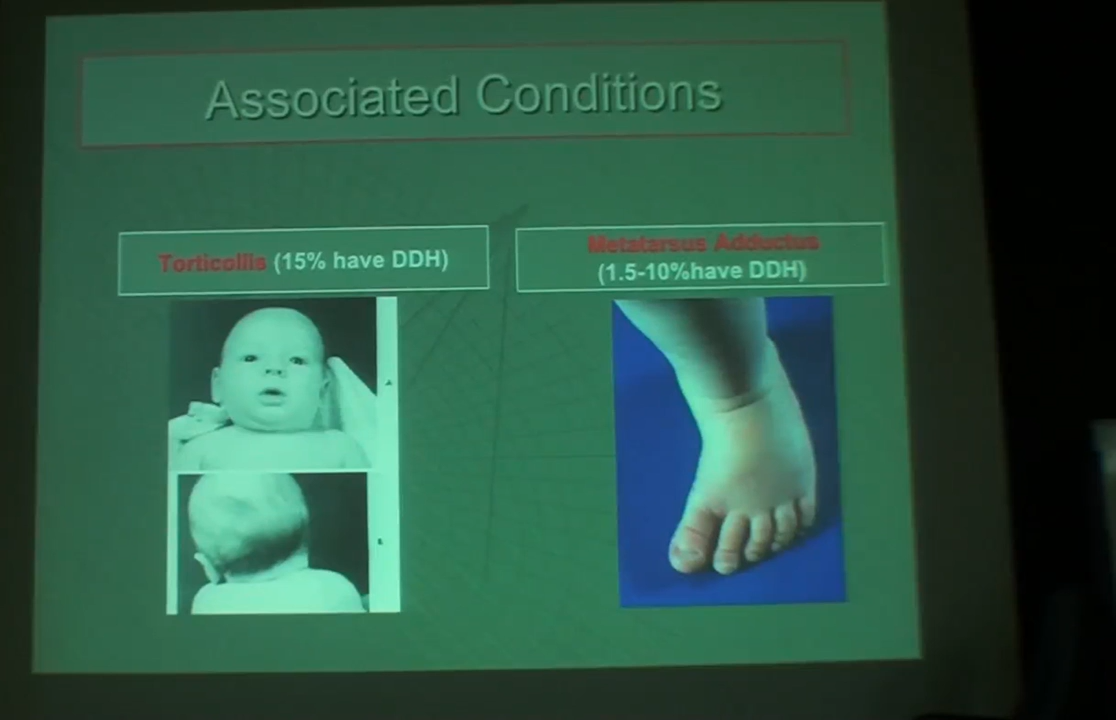 Associated Conditions
Torticollis (15% have DDH)
Metatarsus Adductus
(1.5-10%have DDH)
A
B